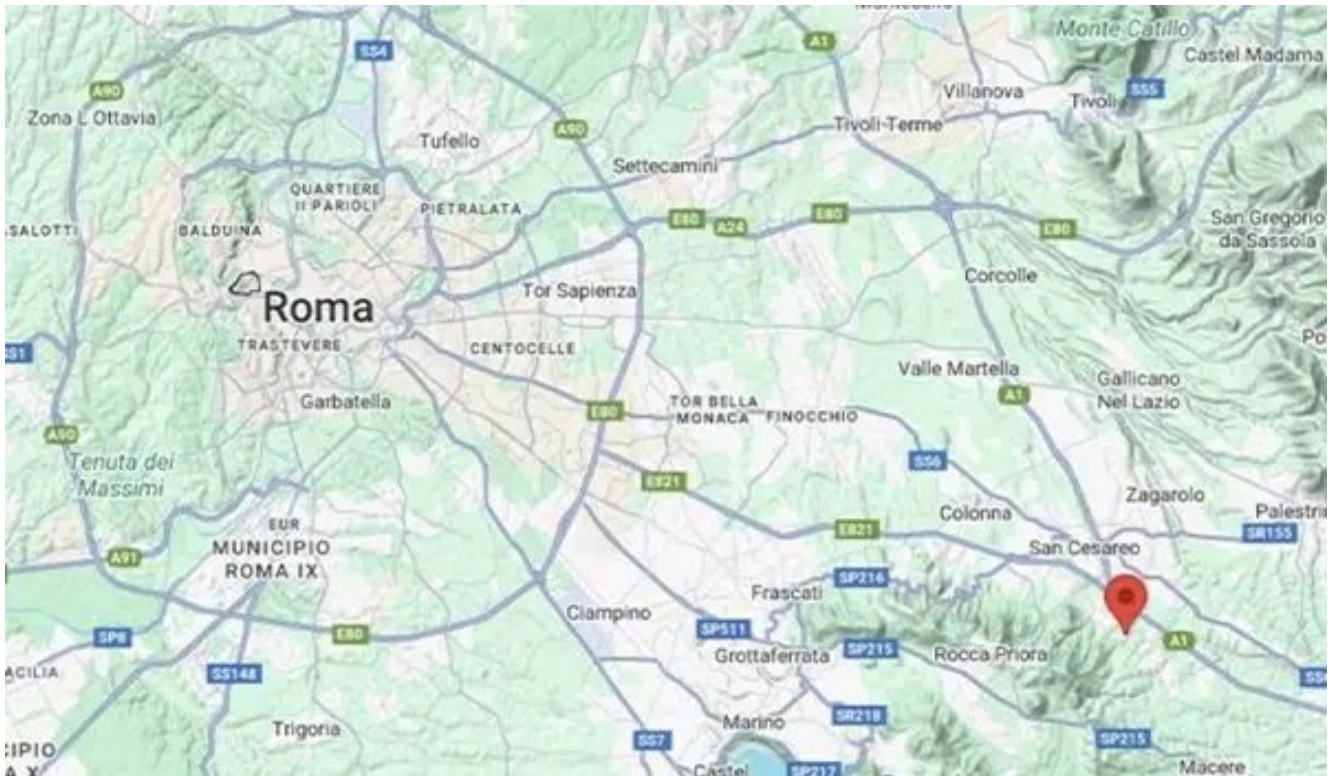 Monte Catillo
SS4
A1
Castel Madama
A90
Villanova
Tivoli
SS5
Zona L Ottavia
Tivoli Terme
A90
Tufello
Settecamini
QUARTIERE
II PARIOLI
PIETRALATA
E80
A24
E80
San Gregorio
da Sassola
BALDUINA
E80
Corcolle
Tor Sapienza
Roma
TRASTEVERE
CENTOCELLE
Valle Martella
Gallicano
Nel Lazio
A1
Garbatella
E80
TOR BELLA
MONACA
FINOCCHIO
A90
SS6
Tenuta dei
Massimi
E821
Zagarolo
Colonna
EUR
MUNICIPIO
ROMA IX
E821
SR155
San Cesareo
A91
SP216
Frascati
Ciampino
SP8
E80
SP511
A1
Grottaferrata
SP215
Rocca Priora
SS148
SR218
Trigoria
Marino
SS7
SP215
Castel
SP217
Macere